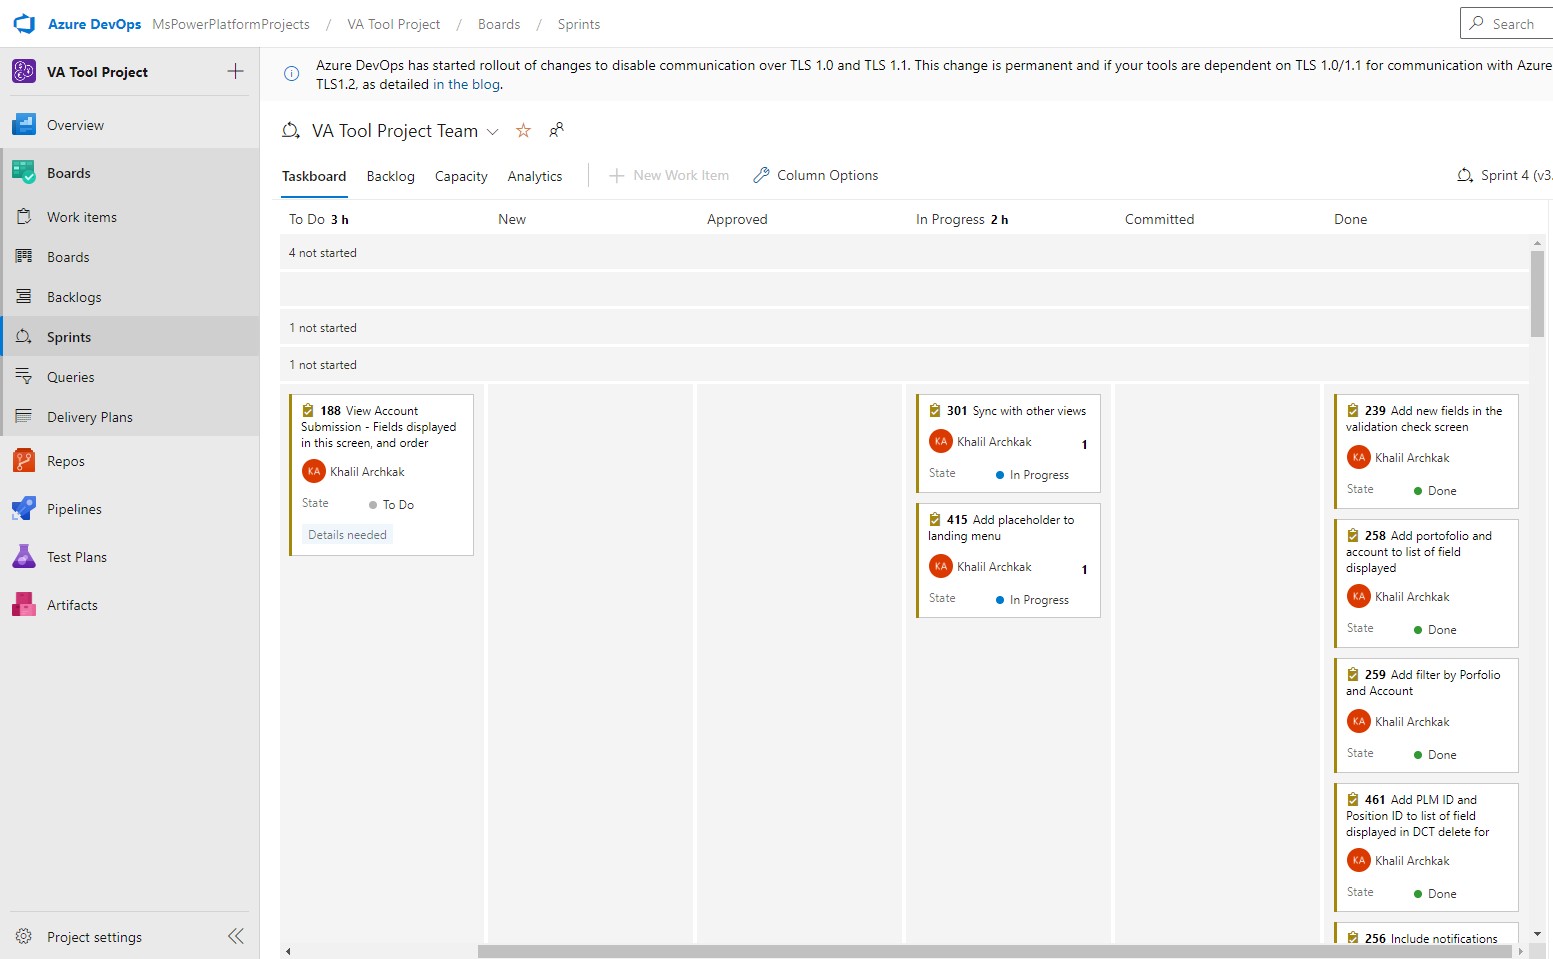 Azure DevOps MsPowerPlatformProjects / VA Tool Project / Boards / Sprints
Search
VA Tool Project
Overview
Boards
Work items
Boards
Backlogs
Sprints
Queries
Delivery Plans
Repos
Pipelines
Test Plans
Artifacts
Project settings
Azure DevOps has started rollout of changes to disable communication over TLS 1.0 and TLS 1.1. This change is permanent and if your tools are dependent on TLS 1.0/1.1 for communication with Azure
TLS1.2, as detailed in the blog.
VA Tool Project Team
Taskboard Backlog Capacity Analytics New Work Item Column Options
Sprint 4 (v3.
To Do 3 h New Approved In Progress 2 h Committed Done
4 not started
1 not started
1 not started
188 View Account
Submission - Fields displayed
in this screen, and order
KA Khalil Archkak
State To Do
Details needed
301 Sync with other views
KA Khalil Archkak 1
State In Progress
415 Add placeholder to
landing menu
KA Khalil Archkak 1
State In Progress
239 Add new fields in the
validation check screen
KA Khalil Archkak
State Done
258 Add portofolio and
account to list of field
displayed
KA Khalil Archkak
State Done
259 Add filter by Porfolio
and Account
KA Khalil Archkak
State Done
461 Add PLM ID and
Position ID to list of field
displayed in DCT delete for
KA Khalil Archkak
State Done
256 Include notifications